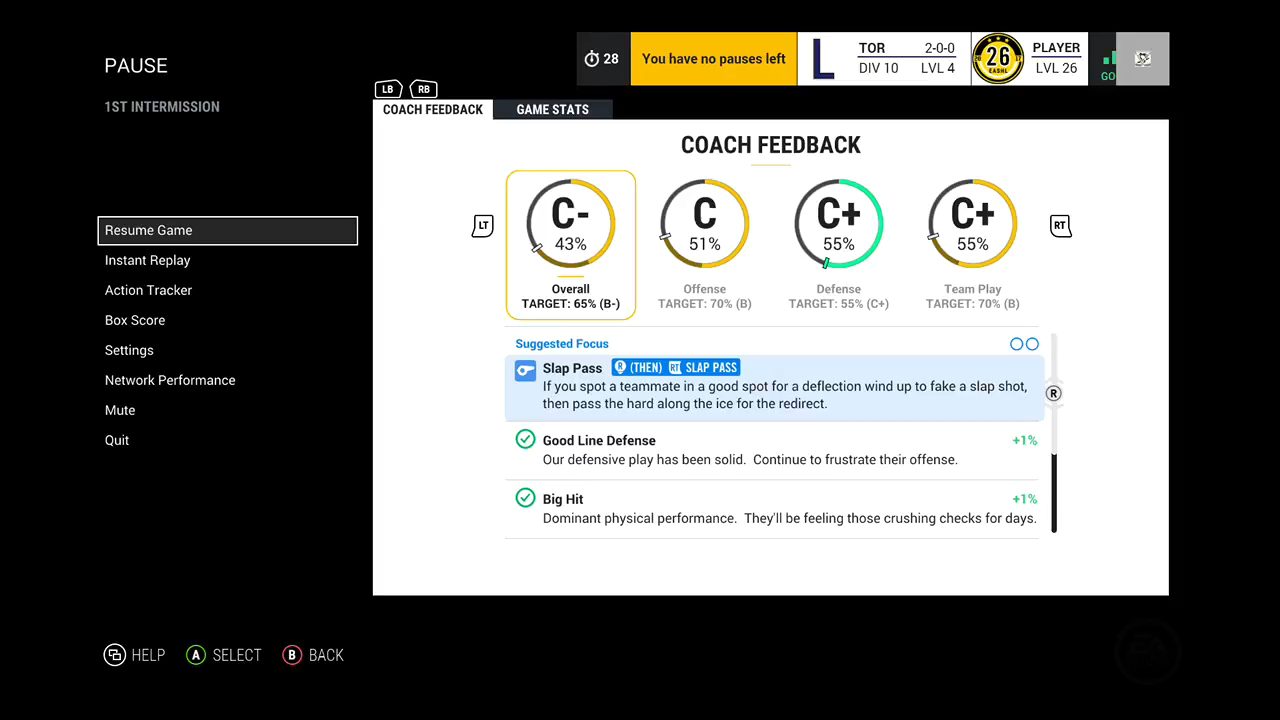 PAUSE
1ST INTERMISSION
28
You have no pauses left
L
TOR 2-0-0
DIV 10 LVL 4
26
EASHL
PLAYER
LVL 26
GO
LB RB
COACH FEEDBACK GAME STATS
COACH FEEDBACK
LT
C-
43%
Overall
TARGET: 65% (B-)
C
51%
Offense
TARGET: 70% (B)
C+
55%
Defense
TARGET: 55% (C+)
C+
55%
Team Play
TARGET: 70% (B)
RT
Resume Game
Instant Replay
Action Tracker
Box Score
Settings
Network Performance
Mute
Quit
Suggested Focus
Slap Pass R (THEN) RT SLAP PASS
If you spot a teammate in a good spot for a deflection wind up to fake a slap shot,
then pass the hard along the ice for the redirect.
R
Good Line Defense +1%
Our defensive play has been solid. Continue to frustrate their offense.
Big Hit +1%
Dominant physical performance. They'll be feeling those crushing checks for days.
HELP A SELECT B BACK